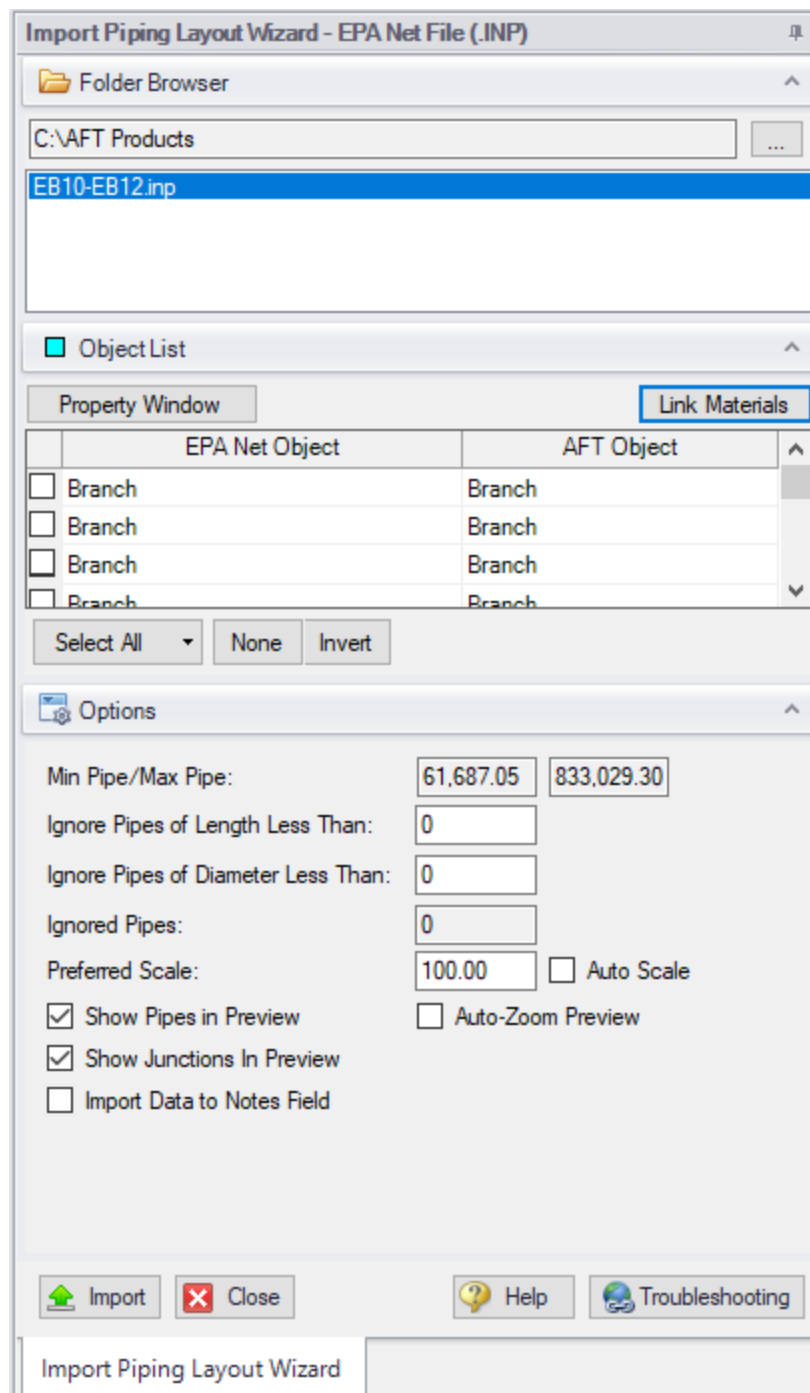 Import Piping Layout Wizard - EPA Net File (.INP)
Folder Browser
C:\AFT Products
...
EB10-EB12.inp
Object List
Property Window Link Materials
EPA Net Object AFT Object
Branch Branch
Branch Branch
Branch Branch
Branch Branch
Select All None Invert
Options
Min Pipe/Max Pipe: 61,687.05 833,029.30
Ignore Pipes of Length Less Than: 0
Ignore Pipes of Diameter Less Than: 0
Ignored Pipes: 0
Preferred Scale: 100.00 Auto Scale
Show Pipes in Preview Auto-Zoom Preview
Show Junctions In Preview
Import Data to Notes Field
Import Close Help Troubleshooting
Import Piping Layout Wizard